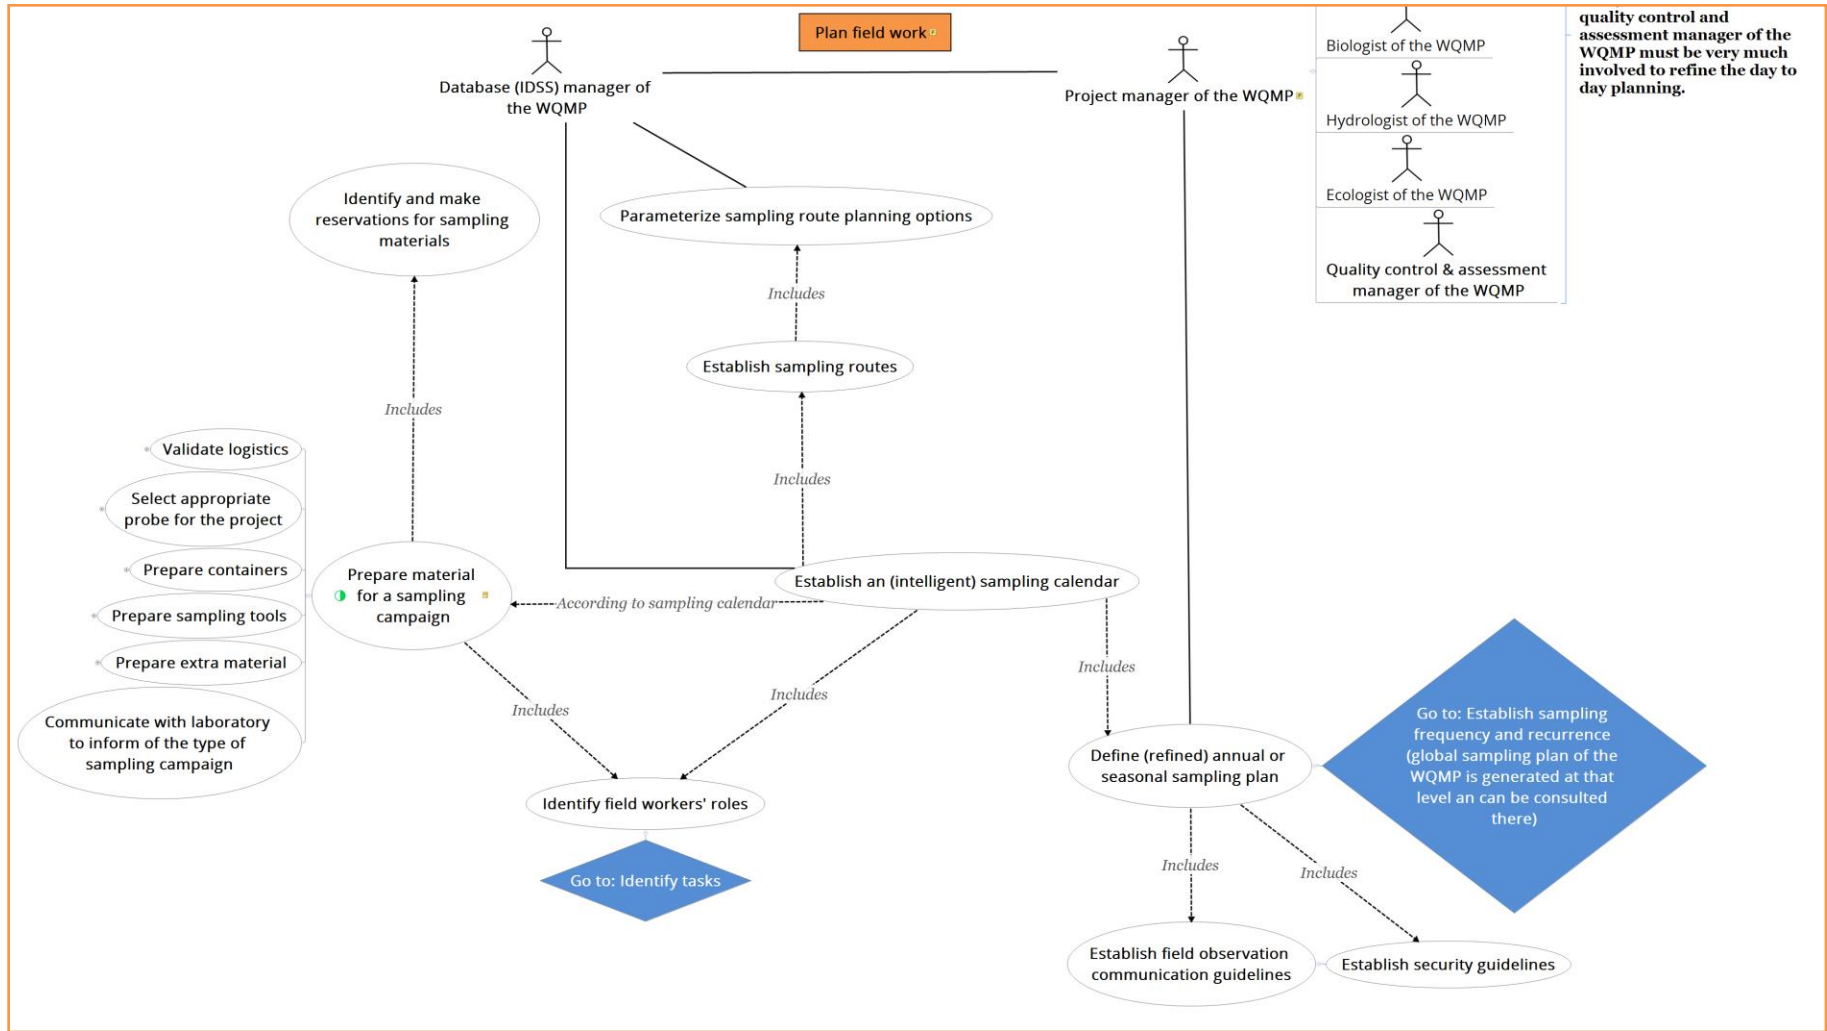 Plan field work
quality control and
assessment manager of the
WQMP must be very much
involved to refine the day to
day planning.
Database (IDSS) manager of
the WQMP
Project manager of the WQMP
Biologist of the WQMP
Hydrologist of the WQMP
Ecologist of the WQMP
Quality control & assessment
manager of the WQMP
Identify and make
reservations for sampling
materials
Parameterize sampling route planning options
Includes
Establish sampling routes
Includes
Includes
Validate logistics
Select appropriate
probe for the project
Prepare containers
Prepare sampling tools
Prepare extra material
Communicate with laboratory
to inform of the type of
sampling campaign
Prepare material
for a sampling
campaign
According to sampling calendar
Establish an (intelligent) sampling calendar
Includes
Includes
Includes
Identify field workers' roles
Go to: Identify tasks
Define (refined) annual or
seasonal sampling plan
Go to: Establish sampling
frequency and recurrence
(global sampling plan of the
WQMP is generated at that
level an can be consulted
there)
Includes
Includes
Establish field observation
communication guidelines
Establish security guidelines